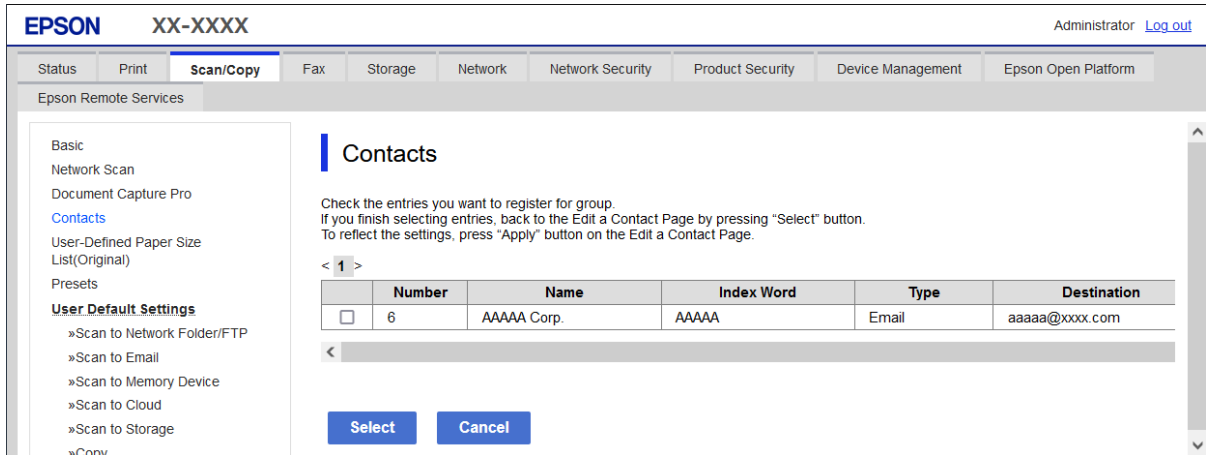 EPSON XX-XXXX Administrator Log out
Status Print Scan/Copy Fax Storage Network Network Security Product Security Device Management Epson Open Platform
Epson Remote Services
Basic
Network Scan
Document Capture Pro
Contacts
User-Defined Paper Size
List(Original)
Presets
User Default Settings
»Scan to Network Folder/FTP
»Scan to Email
»Scan to Memory Device
»Scan to Cloud
»Scan to Storage
»Copy
Contacts
Check the entries you want to register for group.
If you finish selecting entries, back to the Edit a Contact Page by pressing “Select” button.
To reflect the settings, press “Apply” button on the Edit a Contact Page.
< 1 >
Number Name Index Word Type Destination
6 AAAAA Corp. AAAAA Email aaaaa@xxxx.com
Select Cancel